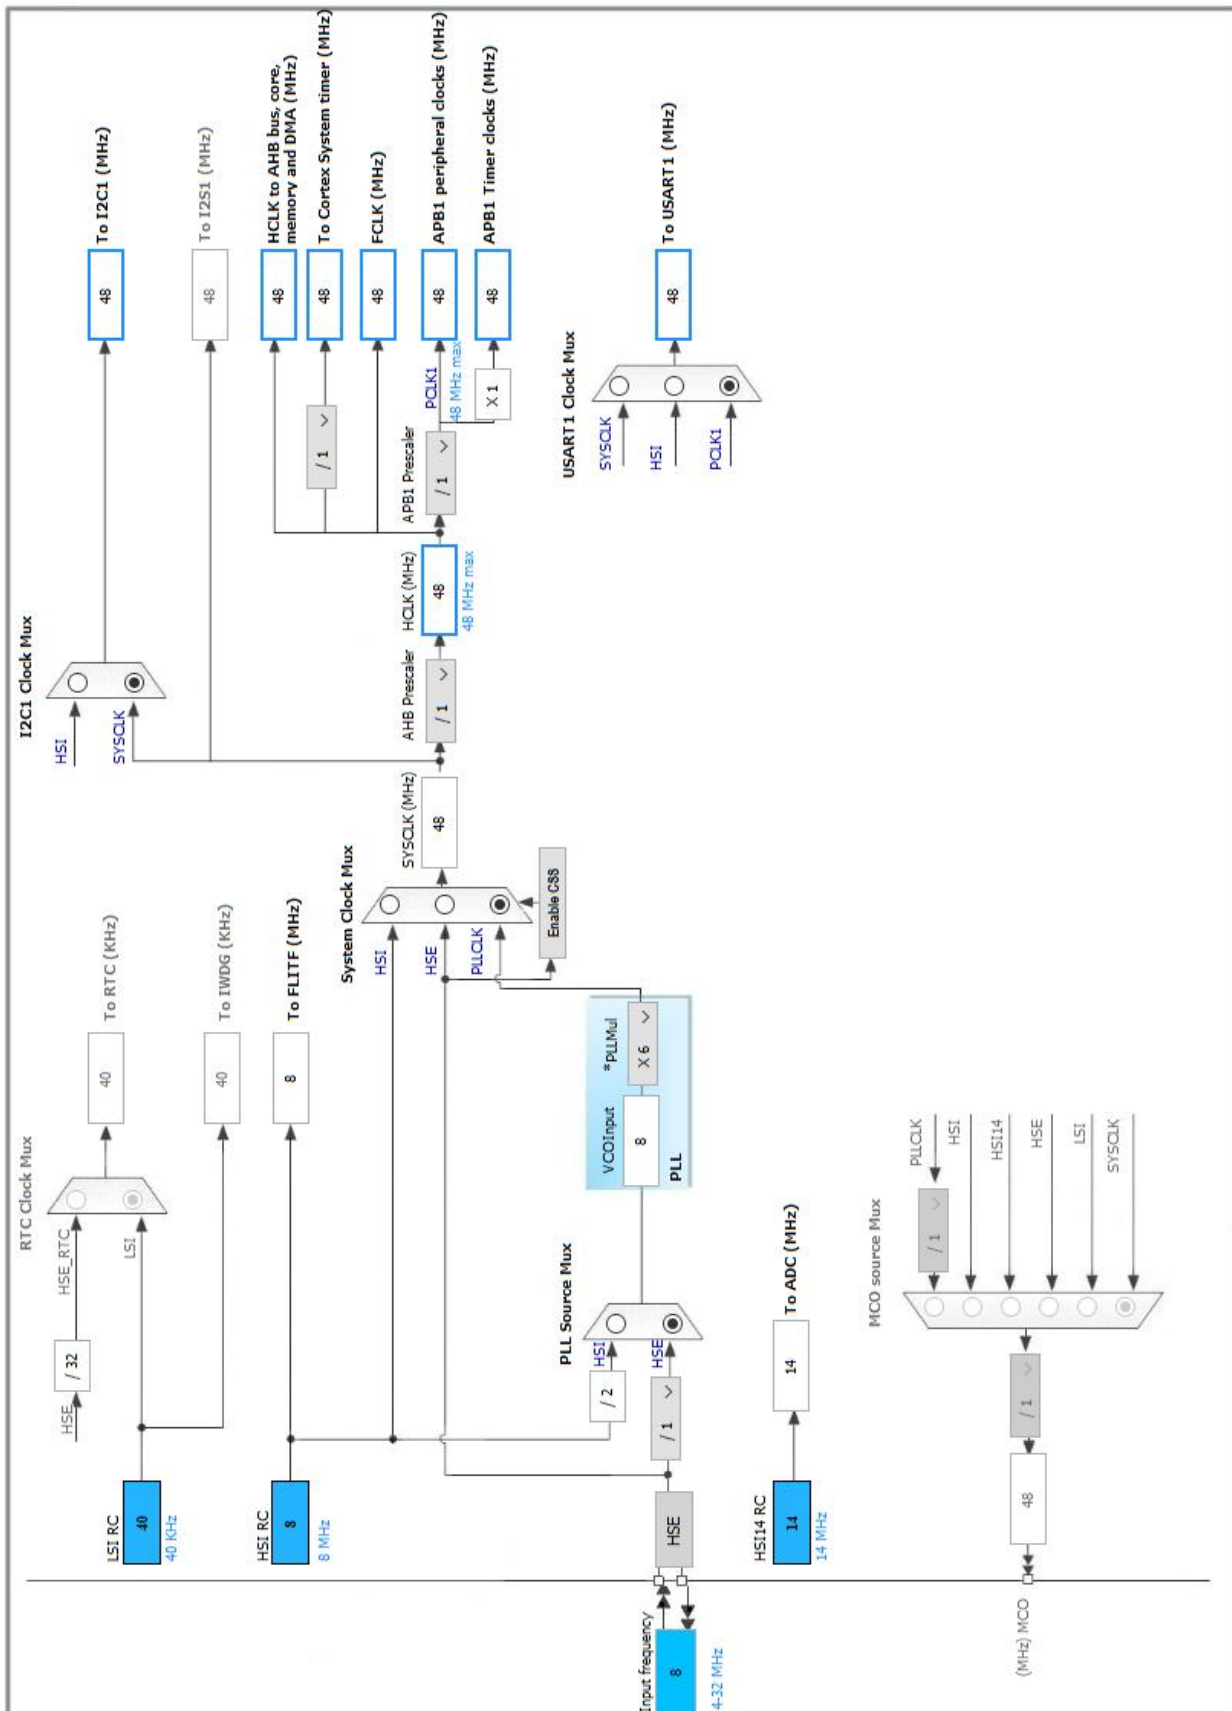 RTC Clock Mux
HSE
/ 32
HSE_RTC
LSI
40
To RTC (KHz)
LSI RC
40
40 KHz
40
To IWDG (KHz)
HSI RC
8
8 MHz
8
To FLITF (MHz)
I2C1 Clock Mux
HSI
SYSCLK
48
To I2C1 (MHz)
48
To I2S1 (MHz)
System Clock Mux
HSI
HSE
PLLCLK
Enable CSS
SYSCLK (MHz)
48
AHB Prescaler
/ 1
HCLK (MHz)
48
48 MHz max
APB1 Prescaler
/ 1
PCLK1
48 MHz max
X 1
/ 1
48
HCLK to AHB bus, core,
memory and DMA (MHz)
48
To Cortex System timer (MHz)
48
FCLK (MHz)
48
APB1 peripheral clocks (MHz)
48
APB1 Timer clocks (MHz)
PLL Source Mux
/ 2
HSI
HSE
/ 1
VCOInput
8
*PLLMul
X 6
PLL
Input frequency
8
4-32 MHz
HSE
HSI14 RC
14
14 MHz
14
To ADC (MHz)
USART1 Clock Mux
SYSCLK
HSI
PCLK1
48
To USART1 (MHz)
MCO source Mux
(MHz) MCO
48
/ 1
/ 1
PLLCLK
HSI
HSI14
HSE
LSI
SYSCLK